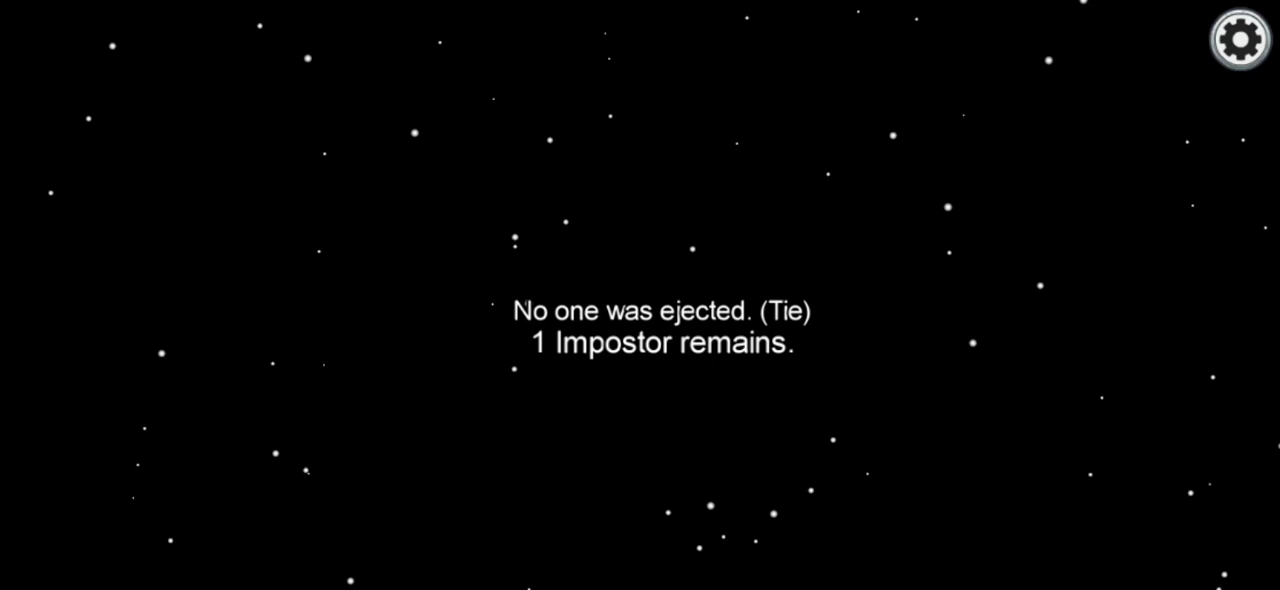 No one was ejected. (Tie)
1 Impostor remains.